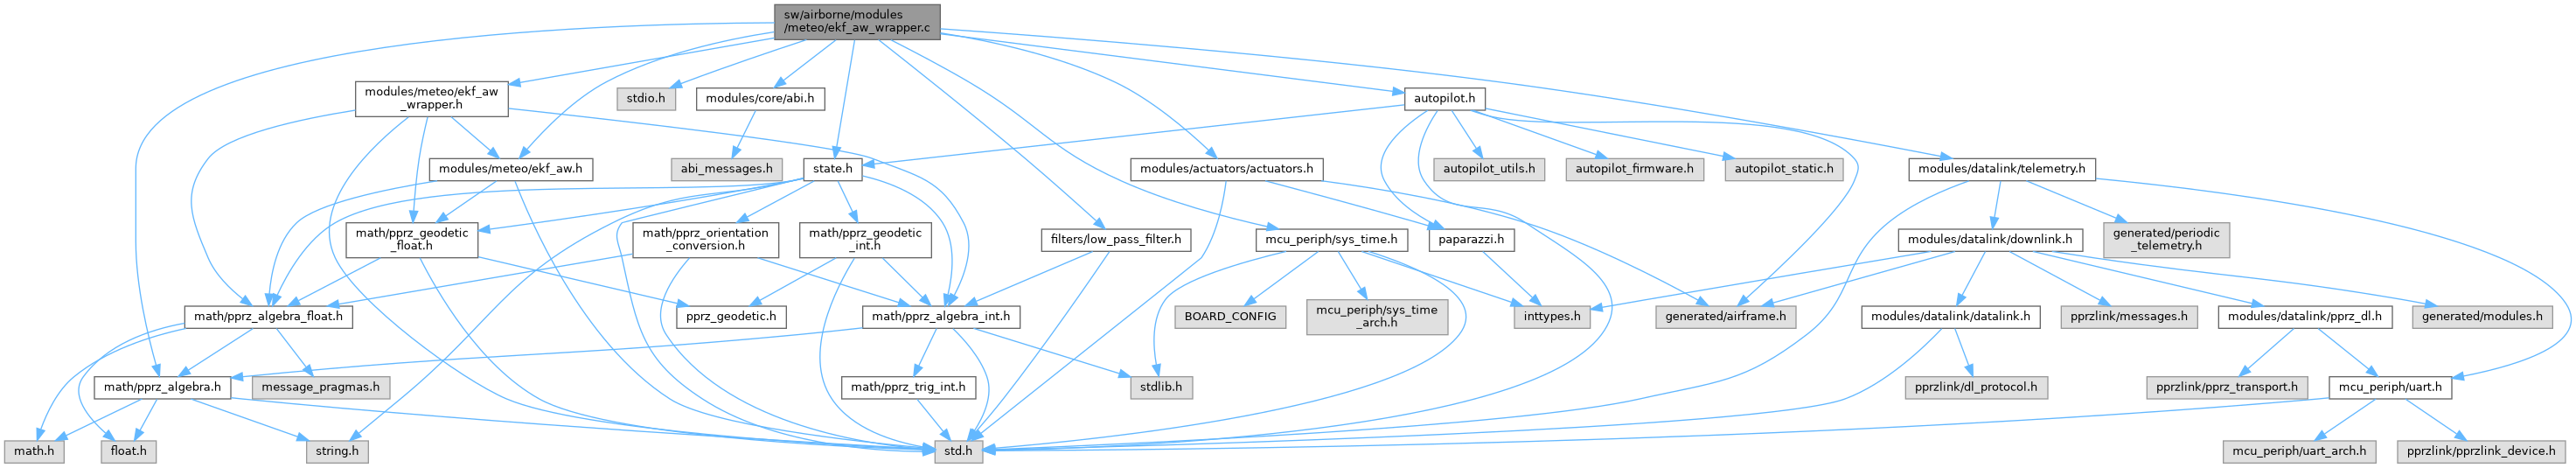 sw/airborne/modules
/meteo/ekf_aw_wrapper.c
modules/meteo/ekf_aw
_wrapper.h
stdio.h
modules/core/abi.h
autopilot.h
modules/meteo/ekf_aw.h
abi_messages.h
state.h
modules/actuators/actuators.h
autopilot_utils.h
autopilot_firmware.h
autopilot_static.h
modules/datalink/telemetry.h
math/pprz_geodetic
_float.h
math/pprz_orientation
_conversion.h
math/pprz_geodetic
_int.h
filters/low_pass_filter.h
mcu_periph/sys_time.h
paparazzi.h
modules/datalink/downlink.h
generated/periodic
_telemetry.h
math/pprz_algebra_float.h
pprz_geodetic.h
math/pprz_algebra_int.h
BOARD_CONFIG
mcu_periph/sys_time
_arch.h
inttypes.h
generated/airframe.h
modules/datalink/datalink.h
pprzlink/messages.h
modules/datalink/pprz_dl.h
generated/modules.h
math/pprz_algebra.h
message_pragmas.h
math/pprz_trig_int.h
stdlib.h
pprzlink/dl_protocol.h
pprzlink/pprz_transport.h
mcu_periph/uart.h
math.h
float.h
string.h
std.h
mcu_periph/uart_arch.h
pprzlink/pprzlink_device.h